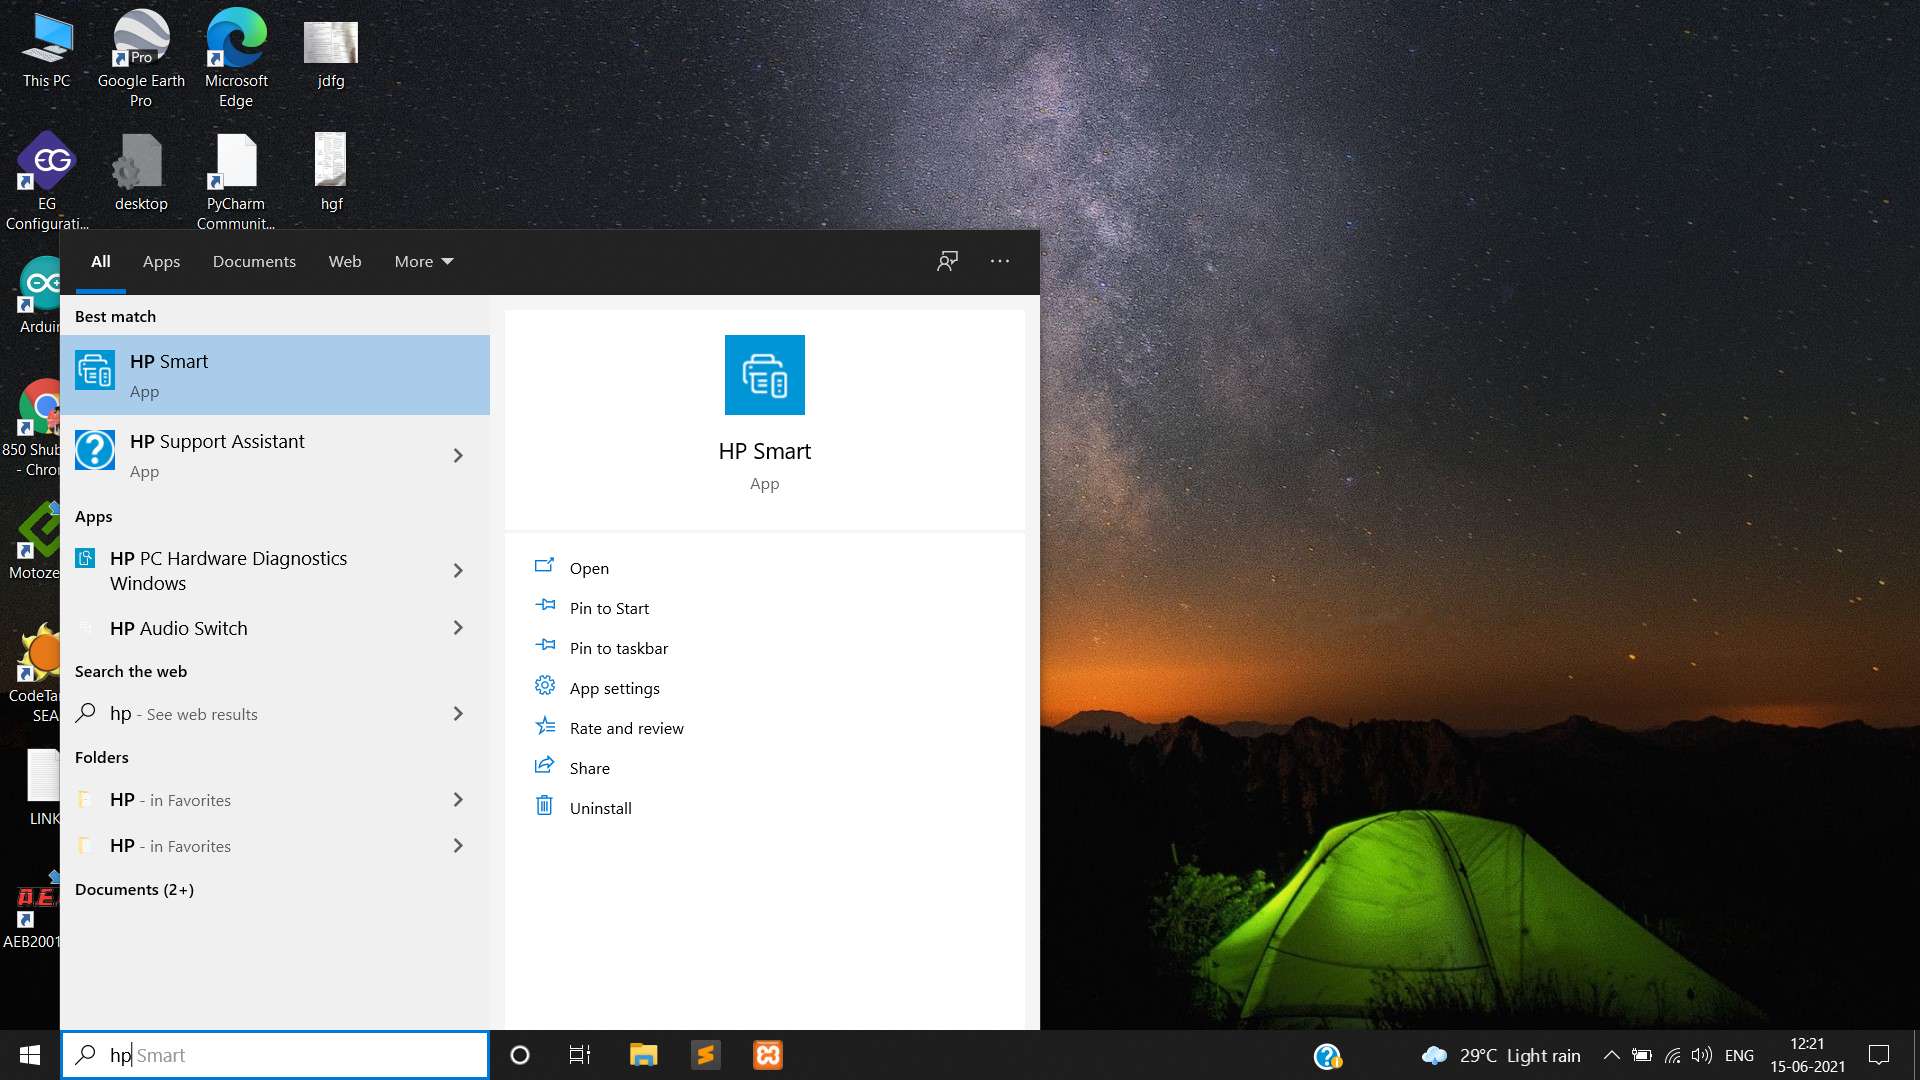 This PC
Pro
Google Earth
Pro
Microsoft
Edge
jdfg
EG
EG
Configurati...
desktop
PyCharm
Communit...
hgf
Arduin
850 Shub
- Chron
Motoze
CodeTan
SEA
LINK
AEB2001
All
Apps
Documents
Web
More
Best match
HP Smart
App
HP Support Assistant
App
Apps
HP PC Hardware Diagnostics
Windows
HP Audio Switch
Search the web
hp - See web results
Folders
HP - in Favorites
HP - in Favorites
Documents (2+)
HP Smart
App
Open
Pin to Start
Pin to taskbar
App settings
Rate and review
Share
Uninstall
hp Smart
29°C Light rain
ENG
12:21
15-06-2021